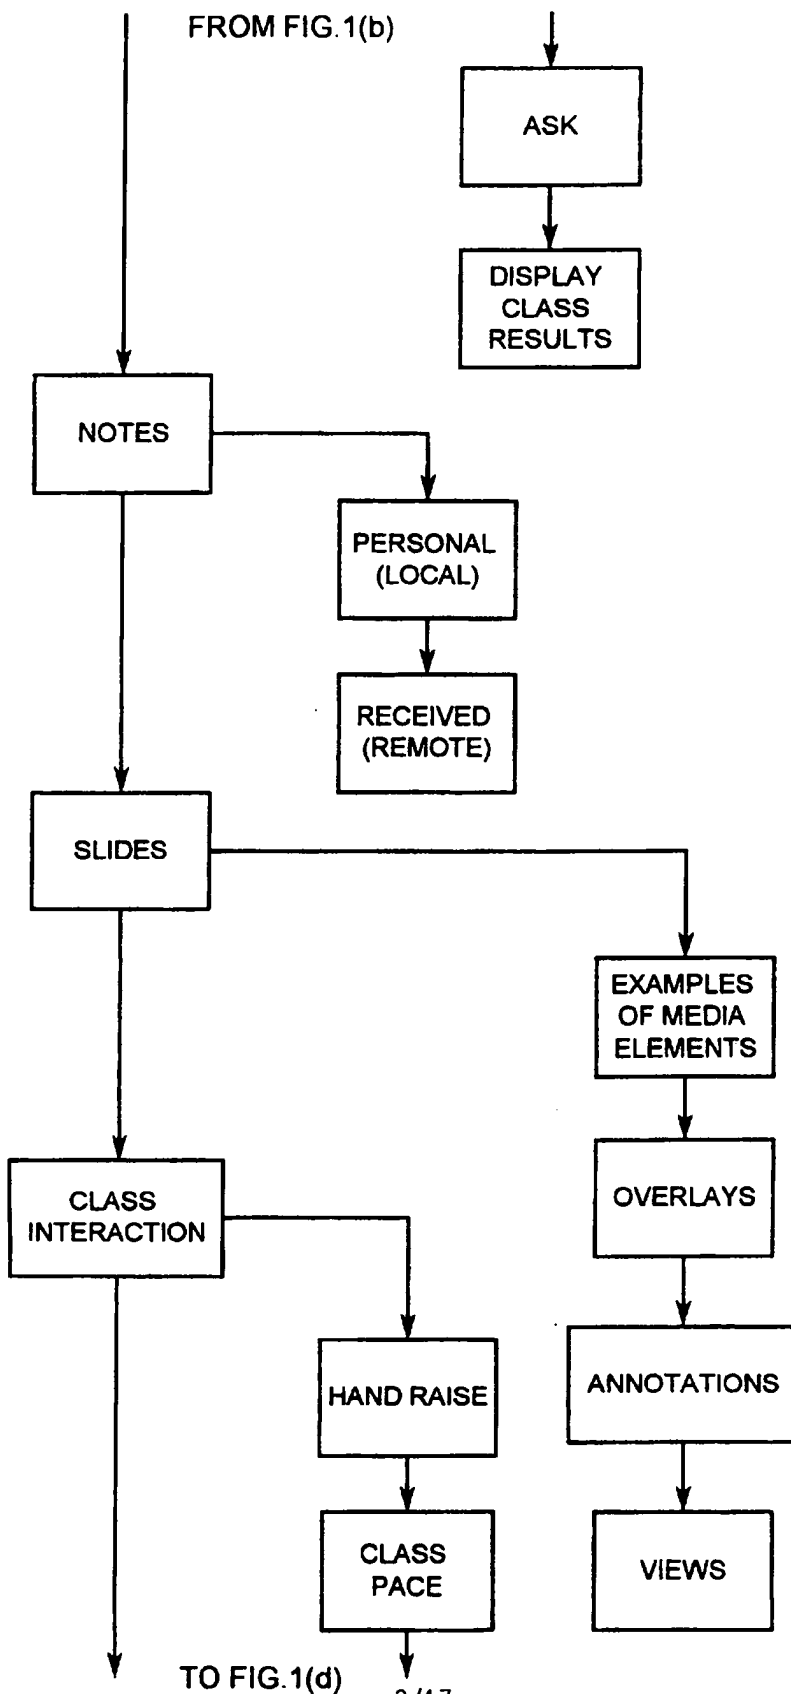 FROM FIG.1(b)
ASK
DISPLAY
CLASS
RESULTS
NOTES
PERSONAL
(LOCAL)
RECEIVED
(REMOTE)
SLIDES
EXAMPLES
OF MEDIA
ELEMENTS
OVERLAYS
CLASS
INTERACTION
HAND RAISE
ANNOTATIONS
CLASS
PACE
VIEWS
TO FIG.1(d)